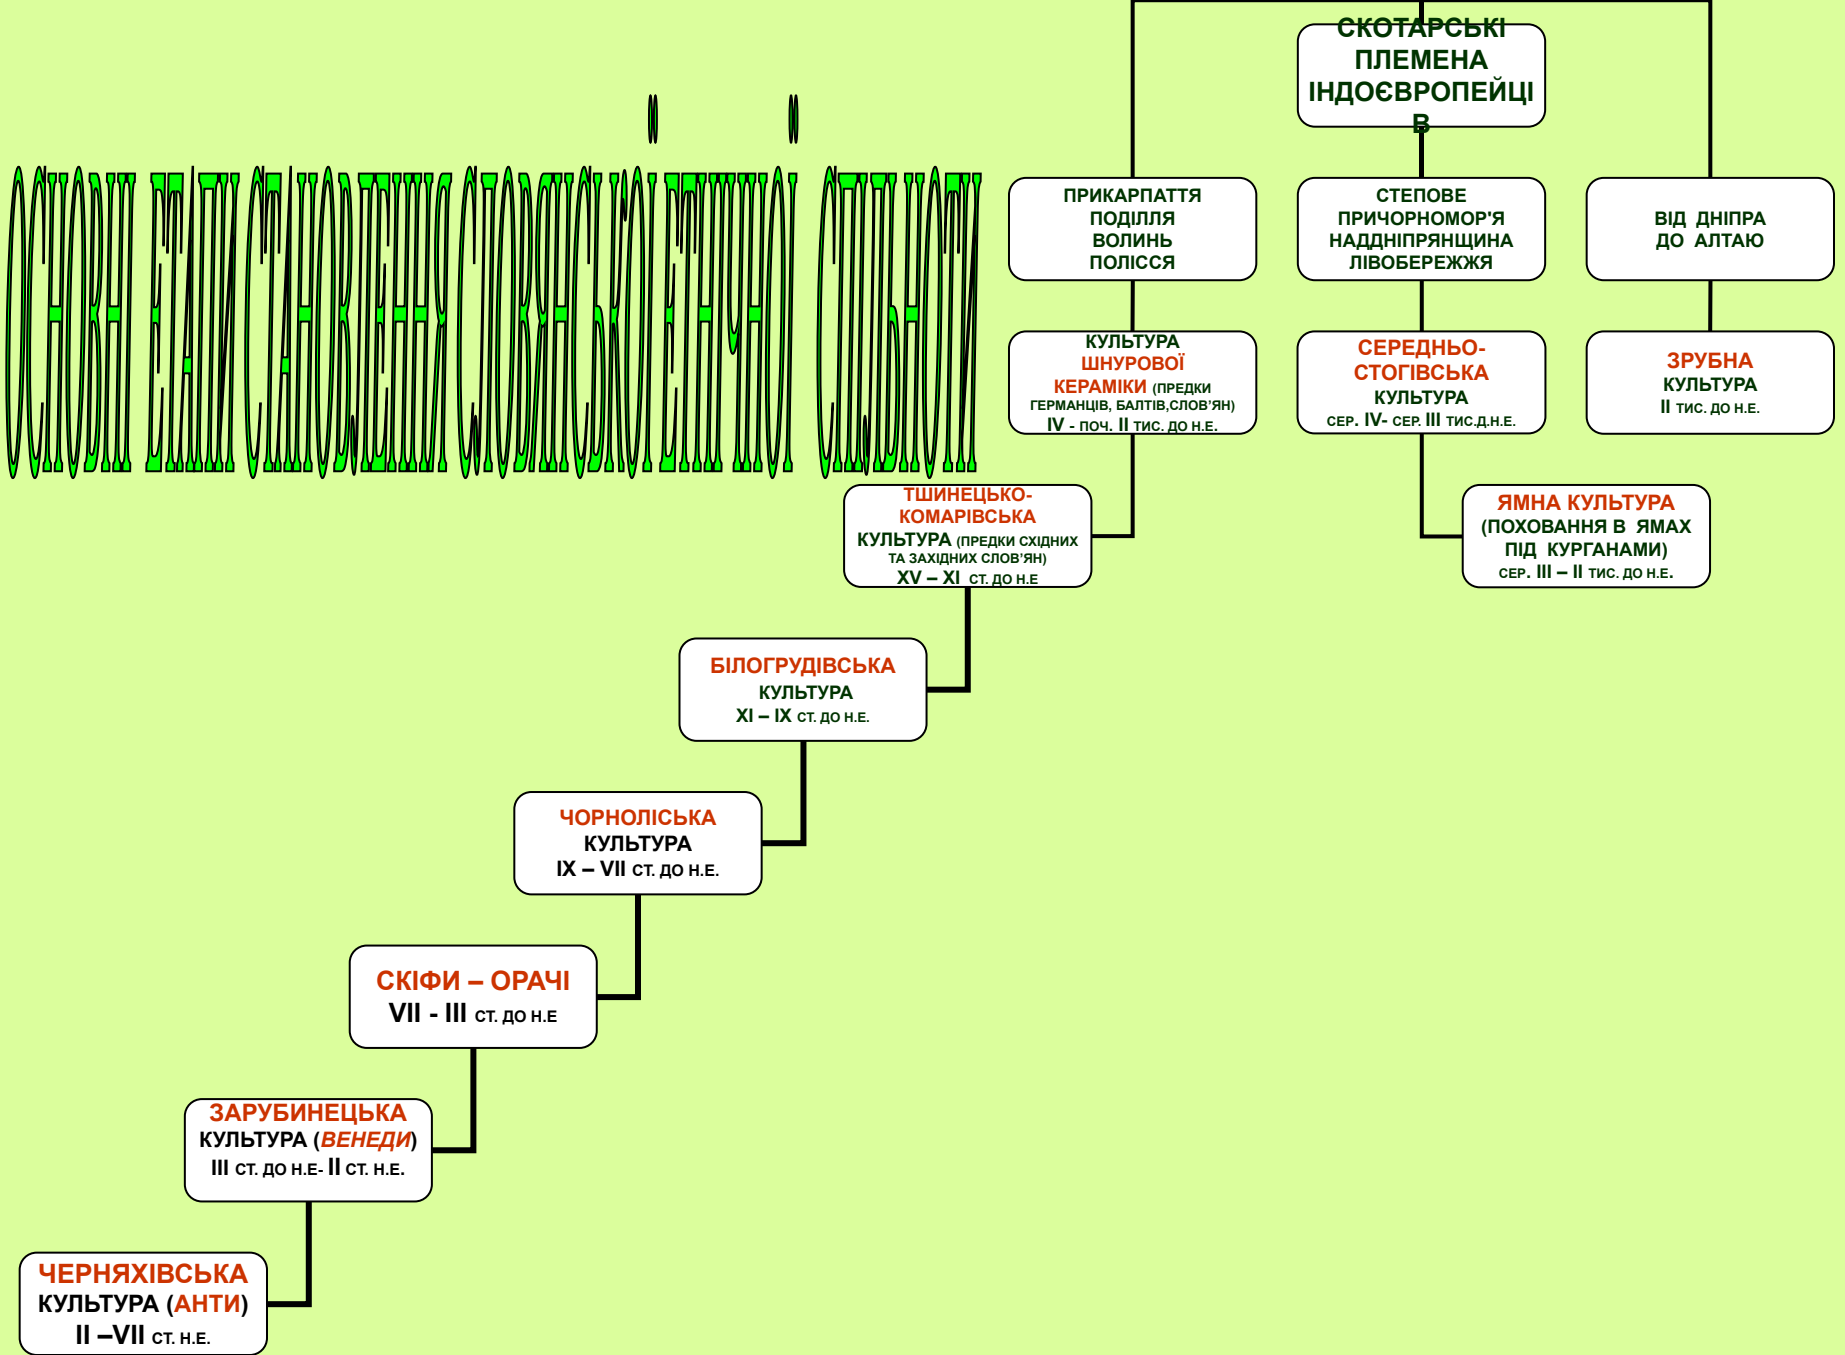 ОСНОВНІ ЕТАПИ СТАНОВЛЕННЯ СЛОВ'ЯНСЬКОЇ ЕТНІЧНОЇ СПІЛЬНОТИ
СКОТАРСЬКІ
ПЛЕМЕНА
ІНДОЄВРОПЕЙЦІ
В
ПРИКАРПАТТЯ
ПОДІЛЛЯ
ВОЛИНЬ
ПОЛІССЯ
СТЕПОВЕ
ПРИЧОРНОМОР'Я
НАДДНІПРЯНЩИНА
ЛІВОБЕРЕЖЖЯ
ВІД ДНІПРА
ДО АЛТАЮ
КУЛЬТУРА
ШНУРОВОЇ
КЕРАМІКИ (ПРЕДКИ
ГЕРМАНЦІВ, БАЛТІВ,СЛОВ’ЯН)
IV - ПОЧ. II ТИС. ДО Н.Е.
СЕРЕДНЬО-
СТОГІВСЬКА
КУЛЬТУРА
СЕР. IV- СЕР. III ТИС.Д.Н.Е.
ЗРУБНА
КУЛЬТУРА
II ТИС. ДО Н.Е.
ТШИНЕЦЬКО-
КОМАРІВСЬКА
КУЛЬТУРА (ПРЕДКИ СХІДНИХ
ТА ЗАХІДНИХ СЛОВ’ЯН)
XV – XI СТ. ДО Н.Е
ЯМНА КУЛЬТУРА
(ПОХОВАННЯ В ЯМАХ
ПІД КУРГАНАМИ)
СЕР. III – II ТИС. ДО Н.Е.
БІЛОГРУДІВСЬКА
КУЛЬТУРА
XI – IX СТ. ДО Н.Е.
ЧОРНОЛІСЬКА
КУЛЬТУРА
IX – VII СТ. ДО Н.Е.
СКІФИ – ОРАЧІ
VII - III СТ. ДО Н.Е
ЗАРУБИНЕЦЬКА
КУЛЬТУРА (ВЕНЕДИ)
III СТ. ДО Н.Е- II СТ. Н.Е.
ЧЕРНЯХІВСЬКА
КУЛЬТУРА (АНТИ)
II –VII СТ. Н.Е.